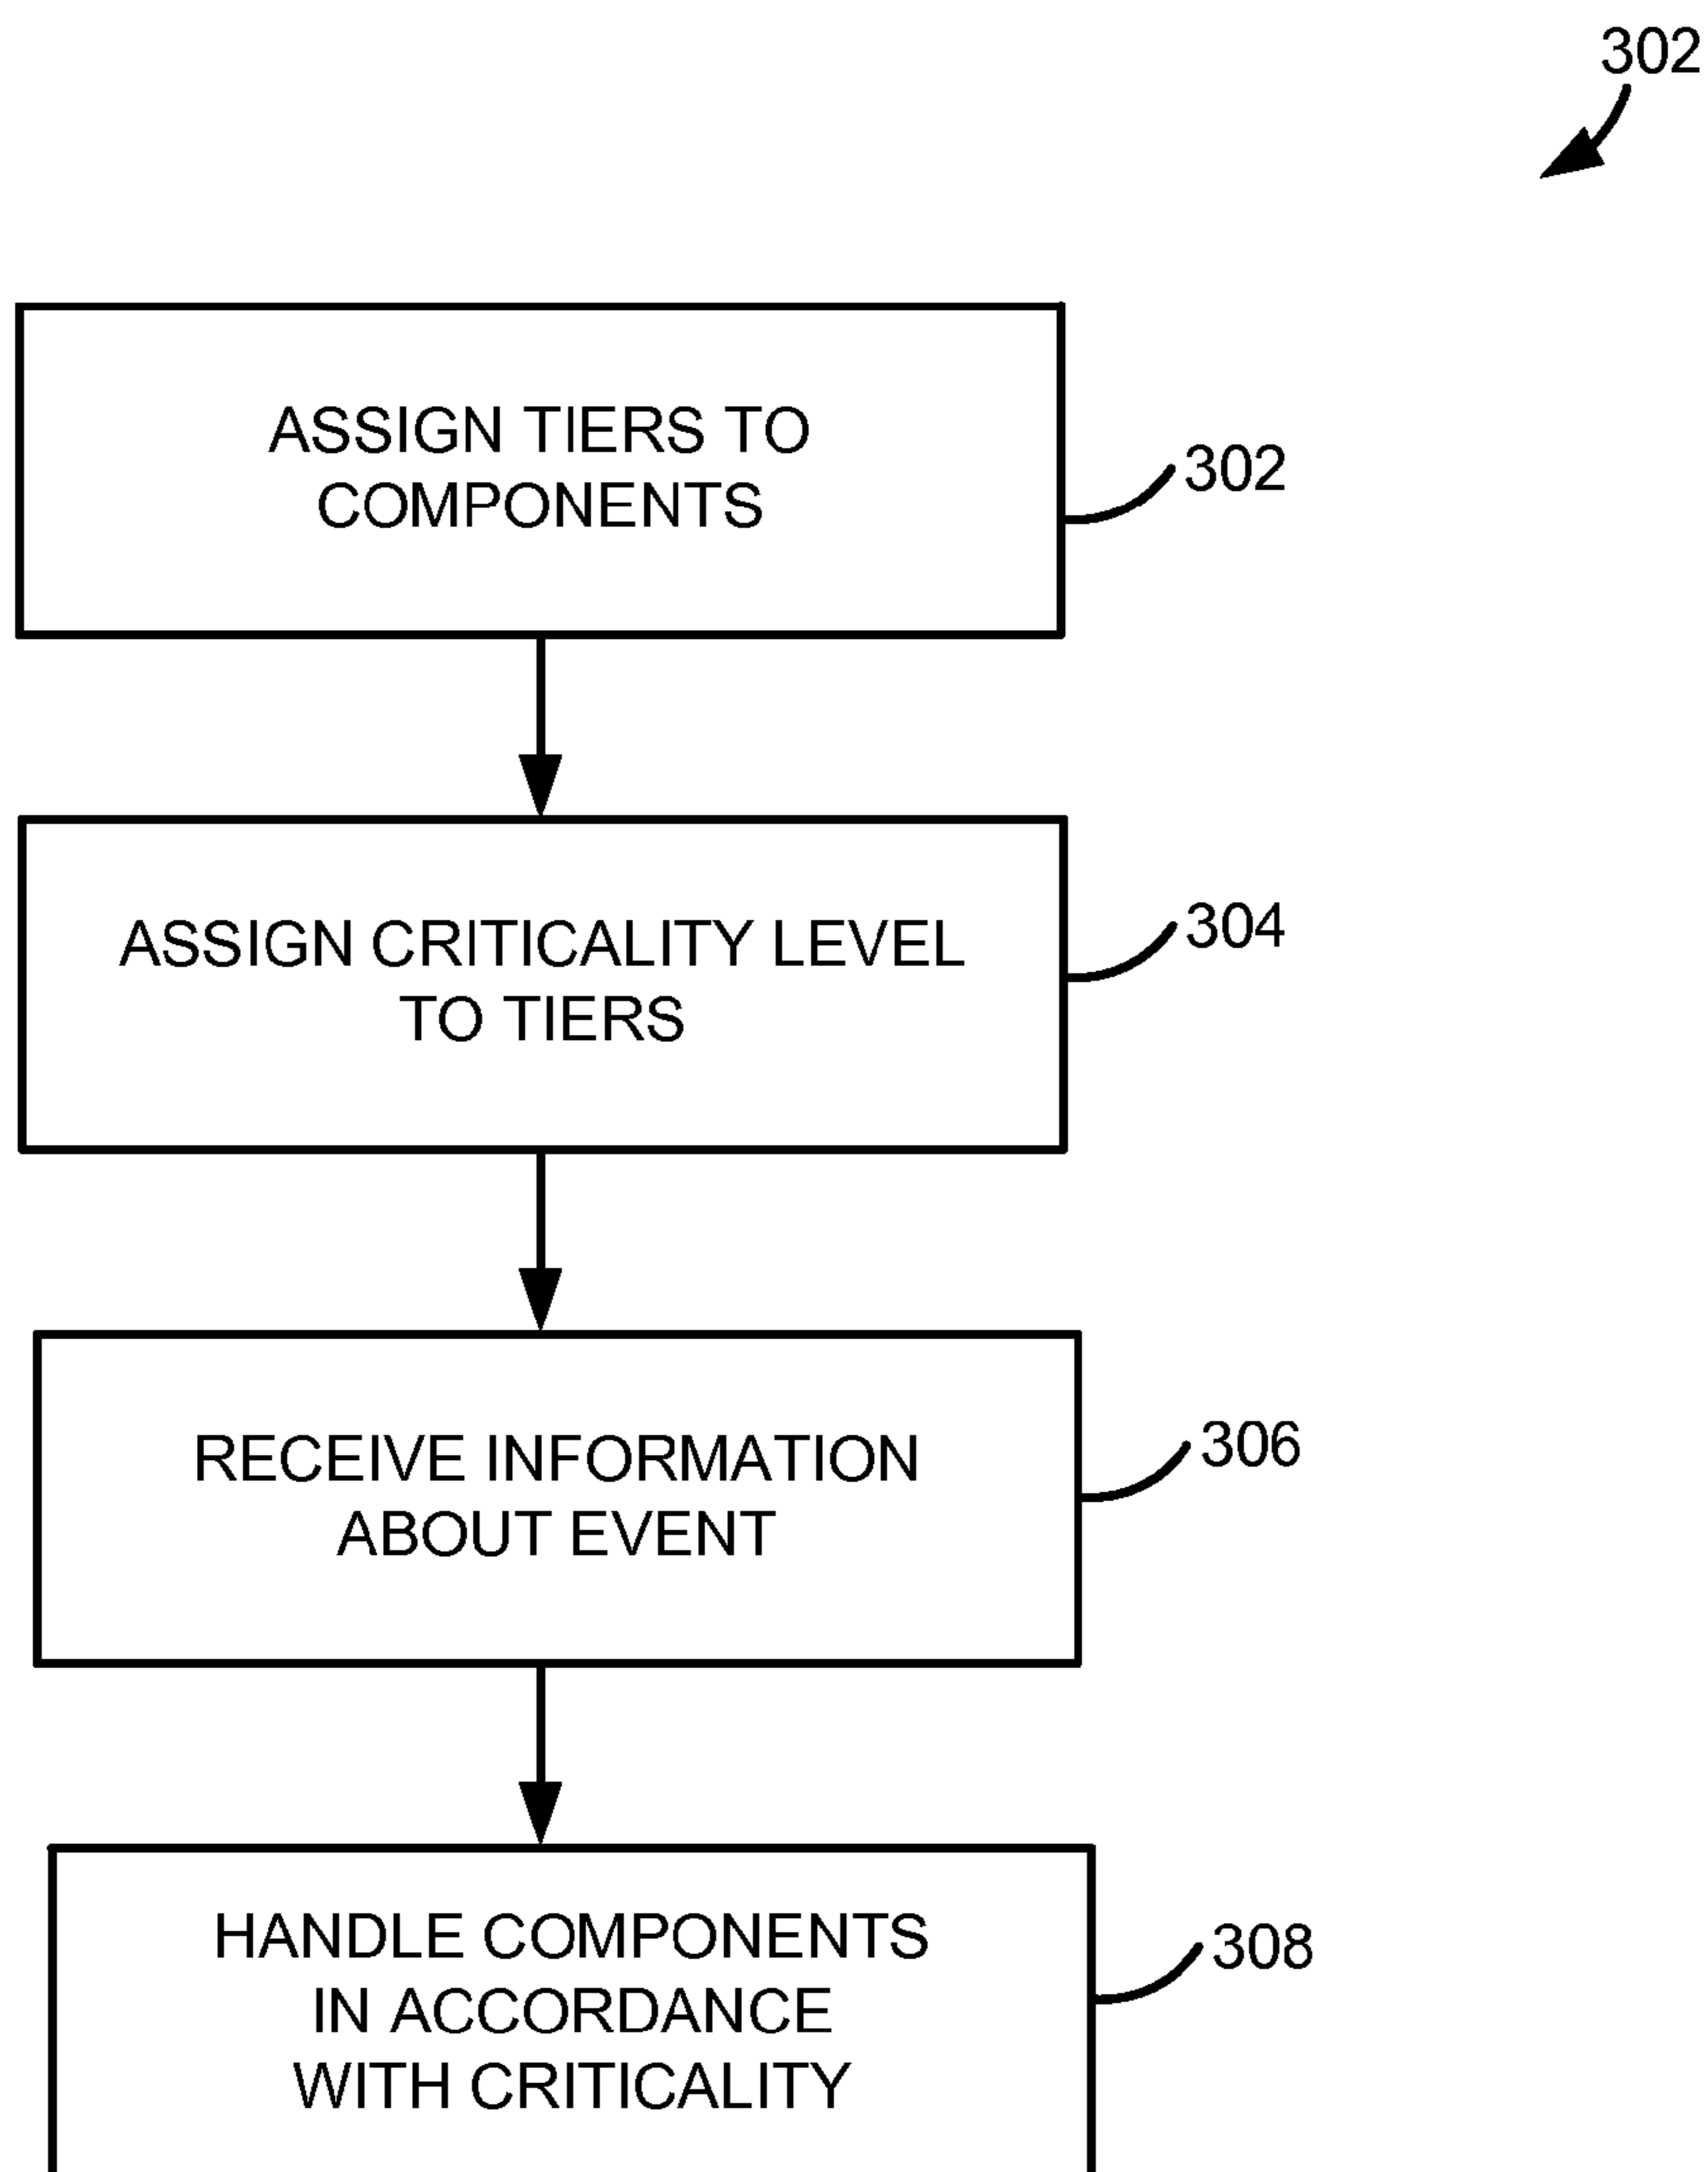 302
ASSIGN TIERS TO
COMPONENTS
302
ASSIGN CRITICALITY LEVEL
TO TIERS
304
RECEIVE INFORMATION
ABOUT EVENT
306
HANDLE COMPONENTS
IN ACCORDANCE
WITH CRITICALITY
308